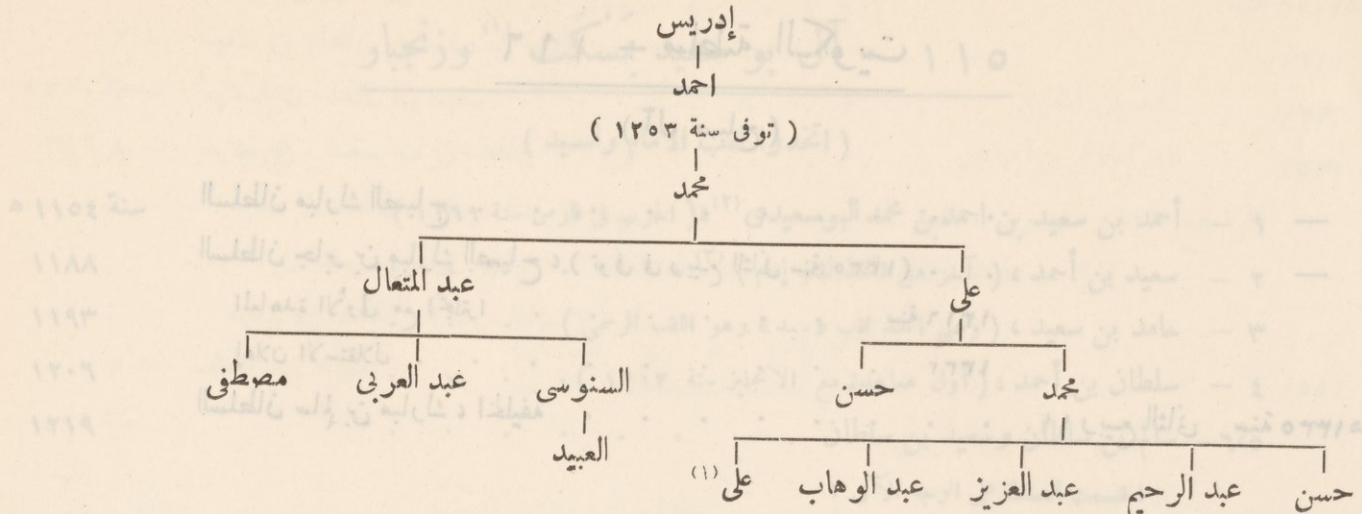 إدريس
احمد
( توفى سنة ١٢٥٣ )
محمد
على
عبد المتعال
محمد
حسن
السنوسى
عبد العربى
مصطفى
العبيد
حسن
عبد الرحيم
عبد العزيز
عبد الوهاب
على (١)